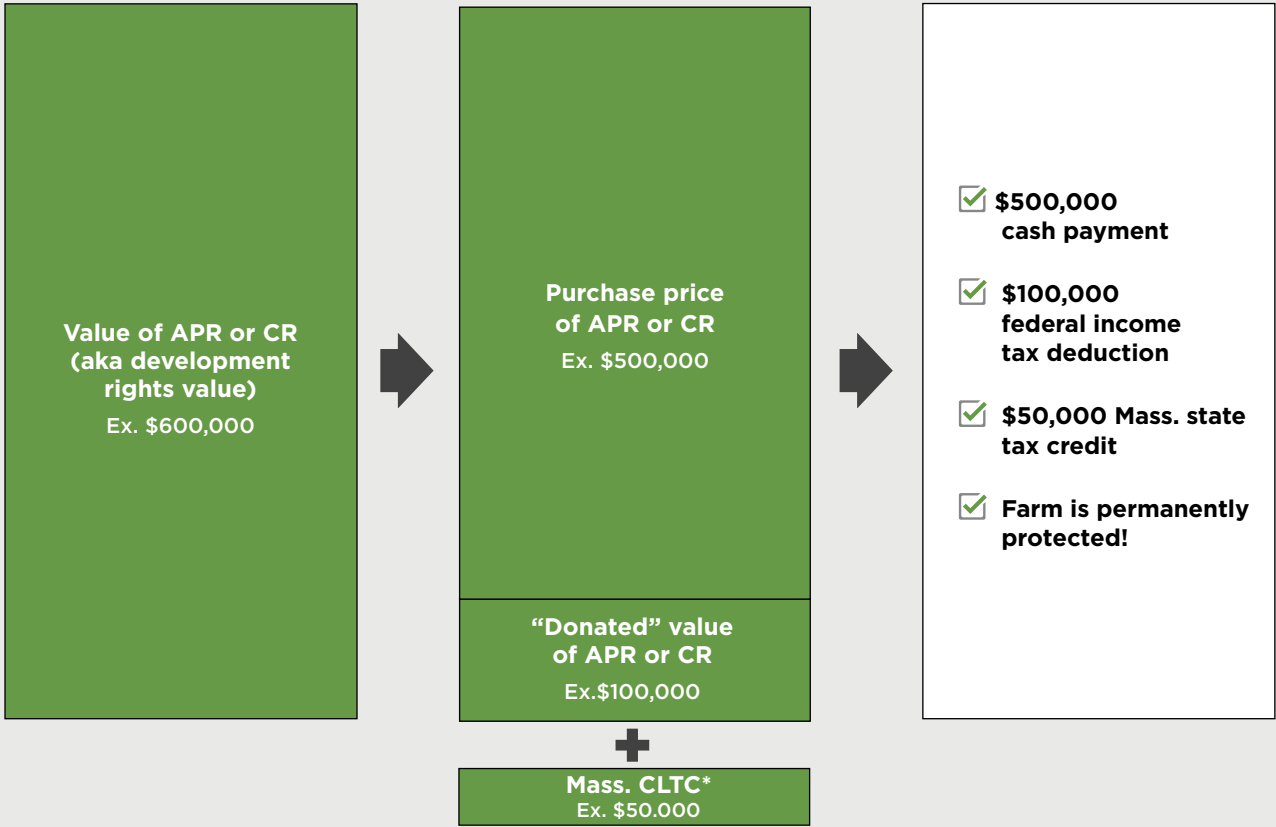 Value of APR or CR
(aka development
rights value)
Ex. $600,000
Purchase price
of APR or CR
Ex. $500,000
“Donated” value
of APR or CR
Ex.$100,000
Mass. CLTC*
Ex. $50.000
$500,000
cash payment
$100,000
federal income
tax deduction
$50,000 Mass. state
tax credit
Farm is permanently
protected!